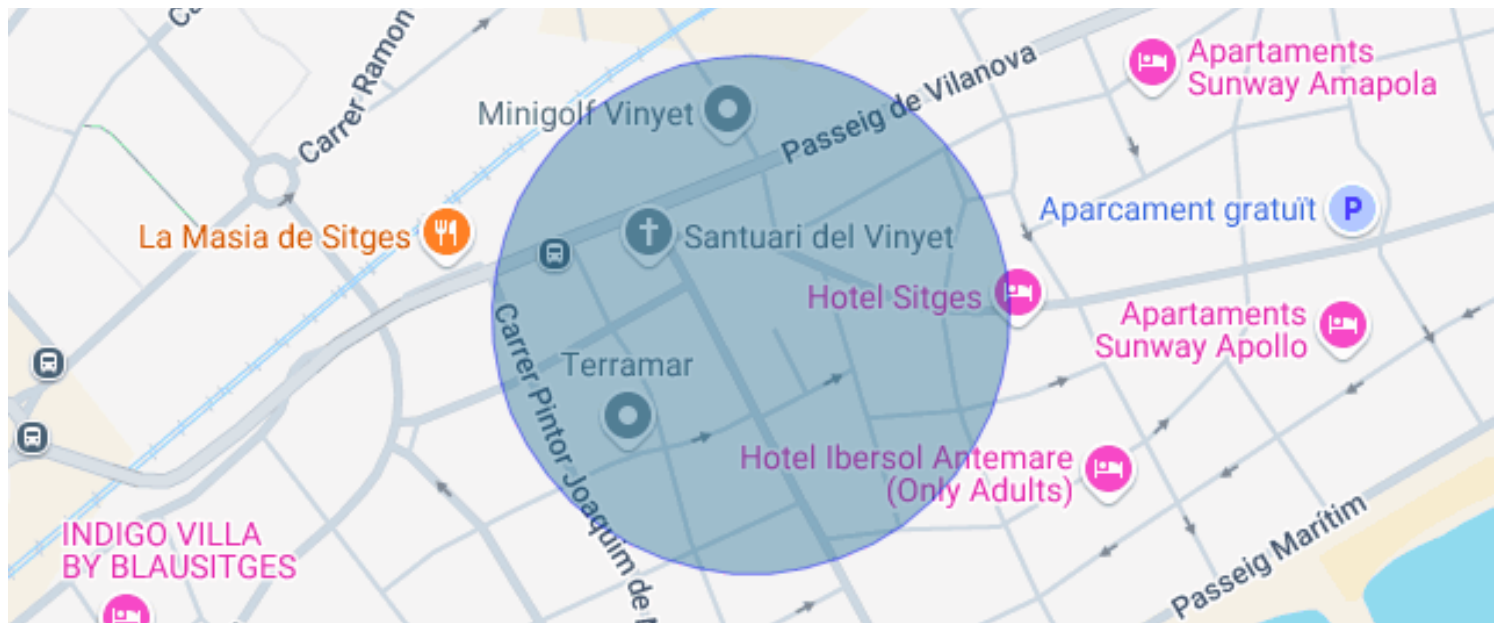 Ca
Carrer Ramon
Minigolf Vinyet
Passeig de Vilanova
Apartaments
Sunway Amapola
La Masia de Sitges
Santuari del Vinyet
Aparcament gratuït
P
Hotel Sitges
Apartaments
Sunway Apollo
Carrer Pintor Joaquim de
Terramar
Hotel Ibersol Antemare
(Only Adults)
INDIGO VILLA
BY BLAUSITGES
Passeig Marítim